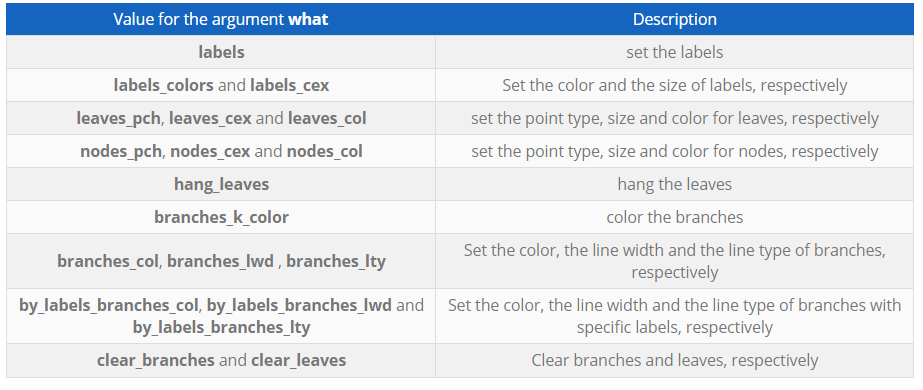 Value for the argument what Description
labels set the labels
labels_colors and labels_cex Set the color and the size of labels, respectively
leaves_pch, leaves_cex and leaves_col set the point type, size and color for leaves, respectively
nodes_pch, nodes_cex and nodes_col set the point type, size and color for nodes, respectively
hang_leaves hang the leaves
branches_k_color color the branches
branches_col, branches_lwd , branches_lty
Set the color, the line width and the line type of branches,
respectively
by_labels_branches_col, by_labels_branches_lwd and
by_labels_branches_lty
Set the color, the line width and the line type of branches with
specific labels, respectively
clear_branches and clear_leaves Clear branches and leaves, respectively